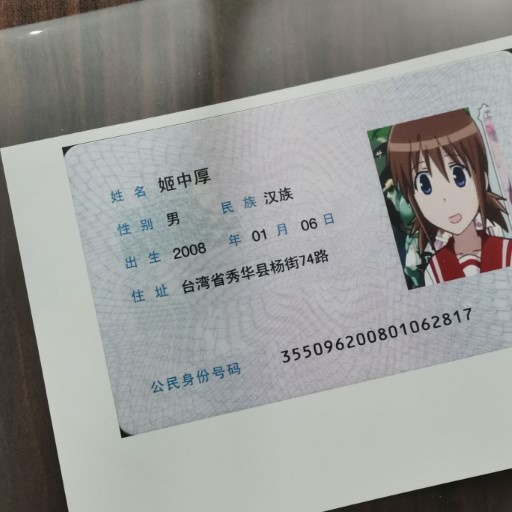 姓名 姬中厚
性别 男 民族 汉族
出生 2008 年 01 月 06 日
住址 台湾省秀华县杨街74路
公民身份号码 355096200801062817